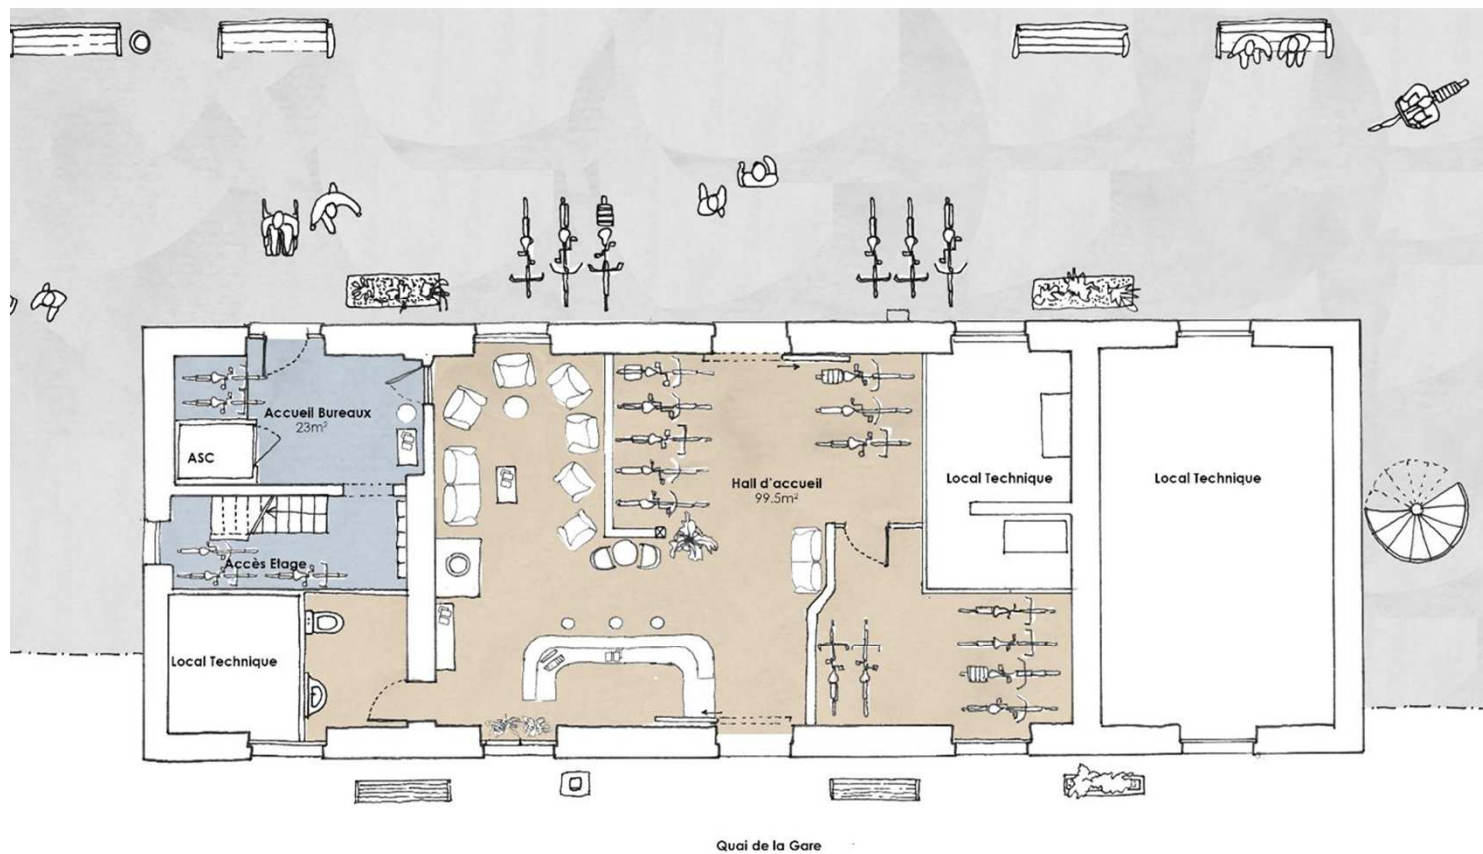 Accueil Bureaux
23m²
ASC
Accès Etage
Local Technique
Hall d'accueil
99.5m²
Local Technique
Local Technique
Quai de la Gare